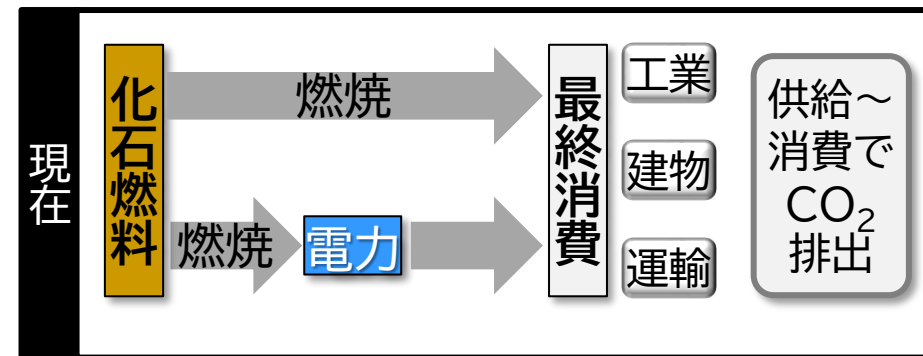 現在
化石燃料
燃焼
燃焼
電力
最終消費
工業
建物
運輸
供給～
消費で
CO₂
排出